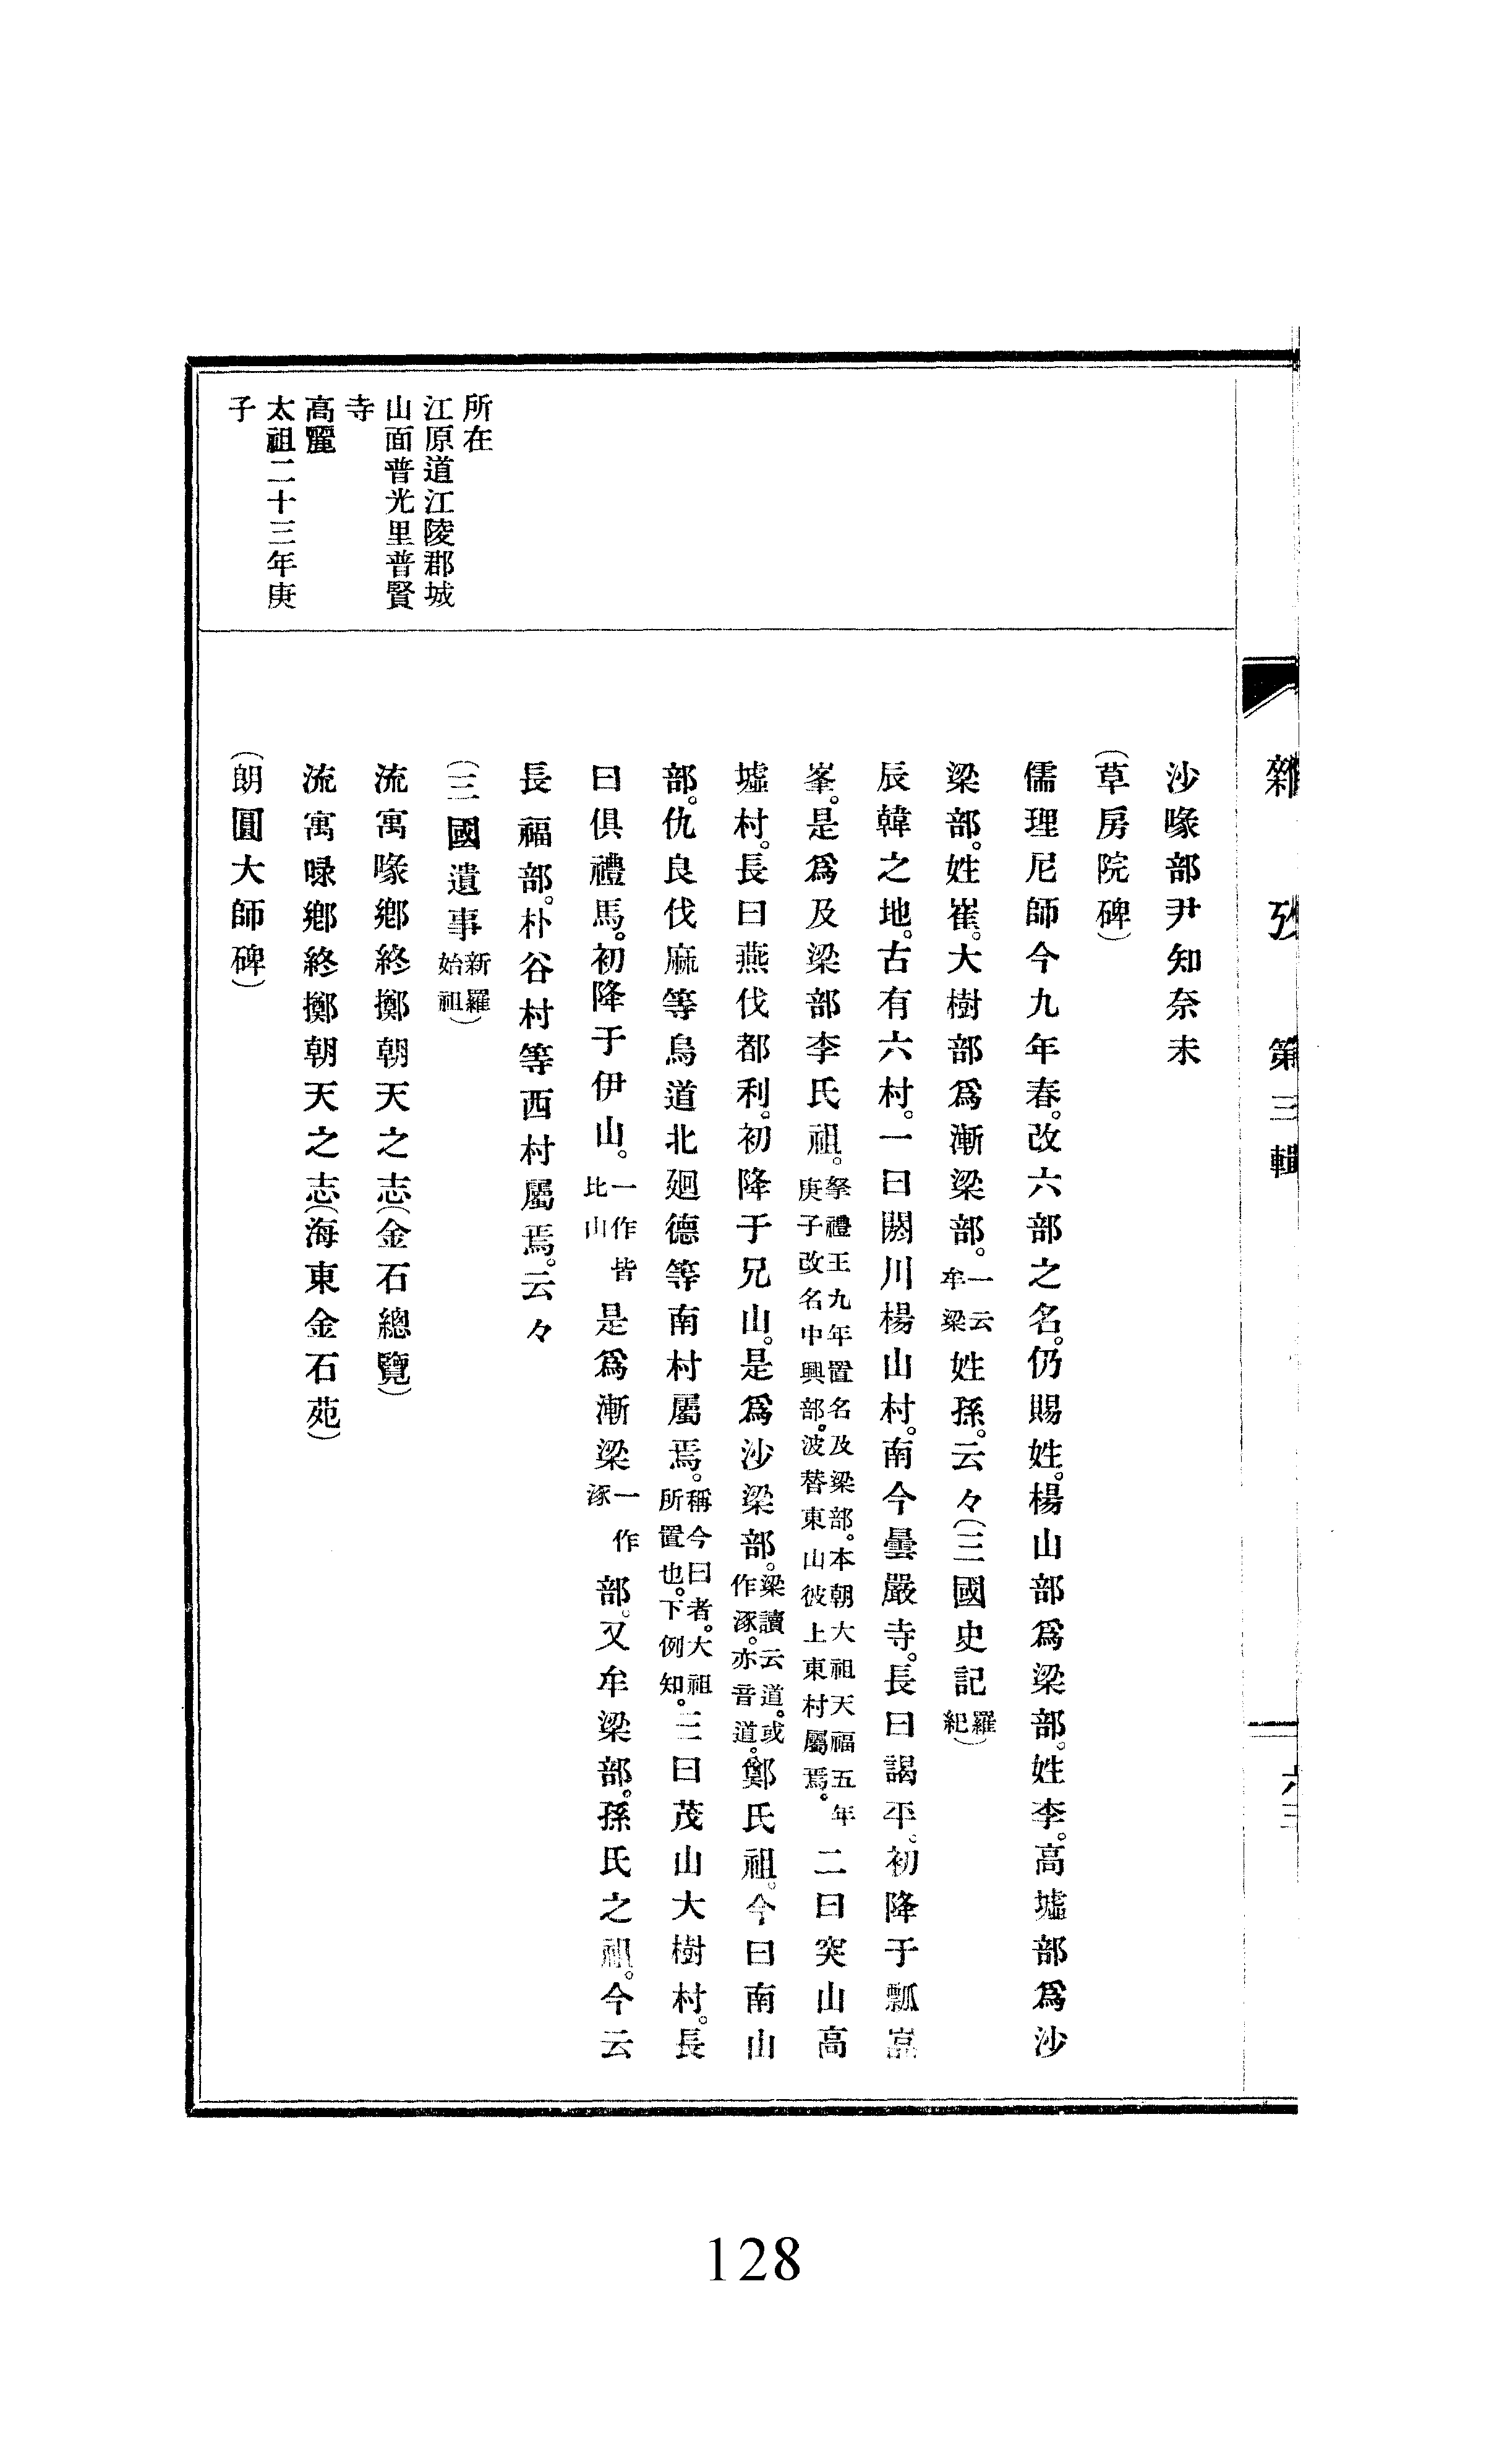 雜攷 第三輯
六三
沙喙部尹知奈末
(草房院碑)
儒理尼師今九年春。改六部之名。仍賜姓。楊山部爲梁部。姓李。高墟部爲沙
梁部。姓崔。大樹部爲漸梁部。一云牟梁姓孫。云々(三國史記羅紀)
辰韓之地。古有六村。一曰閼川楊山村。南今曇嚴寺。長曰謁平。初降于瓢嵓
峯。是爲及梁部李氏祖。弩禮王九年置名及梁部。本朝大祖天福五年庚子改名中興部。波替東山彼上東村屬焉。二曰突山高
墟村。長曰燕伐都利。初降于兄山。是爲沙梁部。梁讀云道。或作涿。亦音道。鄭氏祖。今曰南山
部。仇良伐麻等烏道北廻德等南村屬焉。稱今曰者。大祖所置也。下例知。三曰茂山大樹村。長
曰俱禮馬。初降于伊山。一作皆比山是爲漸梁一作涿部。又牟梁部。孫氏之祖。今云
長福部。朴谷村等西村屬焉。云々
(三國遺事新羅始祖)
流寓喙鄉終擲朝天之志(金石總覽)
流寓㖨鄉終擲朝天之志(海東金石苑)
(朗圓大師碑)
所在
江原道江陵郡城
山面普光里普賢
寺
高麗
太祖二十三年庚
子
128